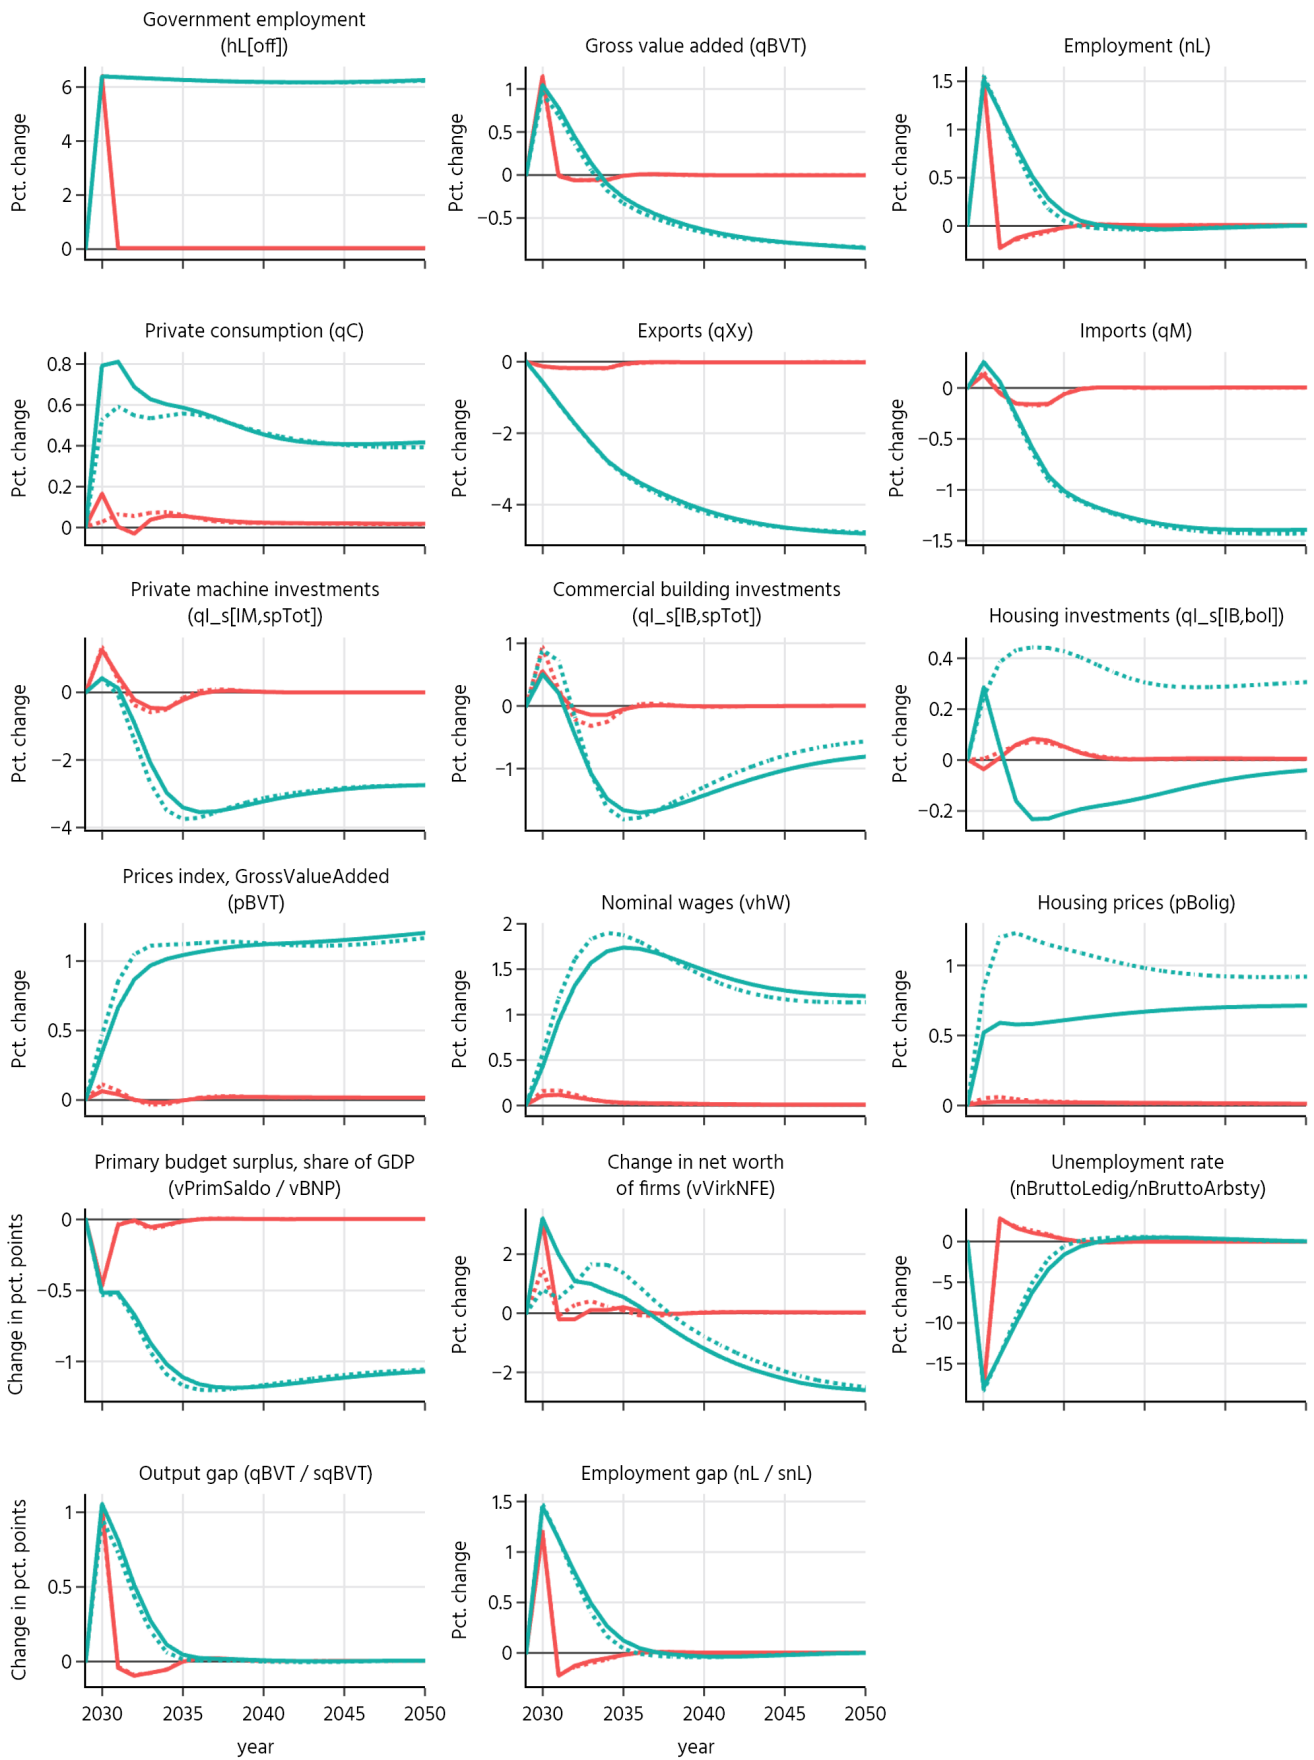 Government employment
(hL[off])
Pct. change
6
4
2
0
Gross value added (qBVT)
Pct. change
1
0.5
0
−0.5
Employment (nL)
Pct. change
1.5
1
0.5
0
Private consumption (qC)
Pct. change
0.8
0.6
0.4
0.2
0
Exports (qXy)
Pct. change
0
−2
−4
Imports (qM)
Pct. change
0
−0.5
−1
−1.5
Private machine investments
(qI_s[IM,spTot])
Pct. change
0
−2
−4
Commercial building investments
(qI_s[IB,spTot])
Pct. change
1
0
−1
Housing investments (qI_s[IB,bol])
Pct. change
0.4
0.2
0
−0.2
Prices index, GrossValueAdded
(pBVT)
Pct. change
1
0.5
0
Nominal wages (vhW)
Pct. change
2
1.5
1
0.5
0
Housing prices (pBolig)
Pct. change
1
0.5
0
Primary budget surplus, share of GDP
(vPrimSaldo / vBNP)
Change in pct. points
0
−0.5
−1
Change in net worth
of firms (vVirkNFE)
Pct. change
2
0
−2
Unemployment rate
(nBruttoLedig/nBruttoArbsty)
Pct. change
0
−5
−10
−15
Output gap (qBVT / sqBVT)
Change in pct. points
1
0.5
0
2030 2035 2040 2045 2050
year
Employment gap (nL / snL)
Pct. change
1.5
1
0.5
0
2030 2035 2040 2045 2050
year